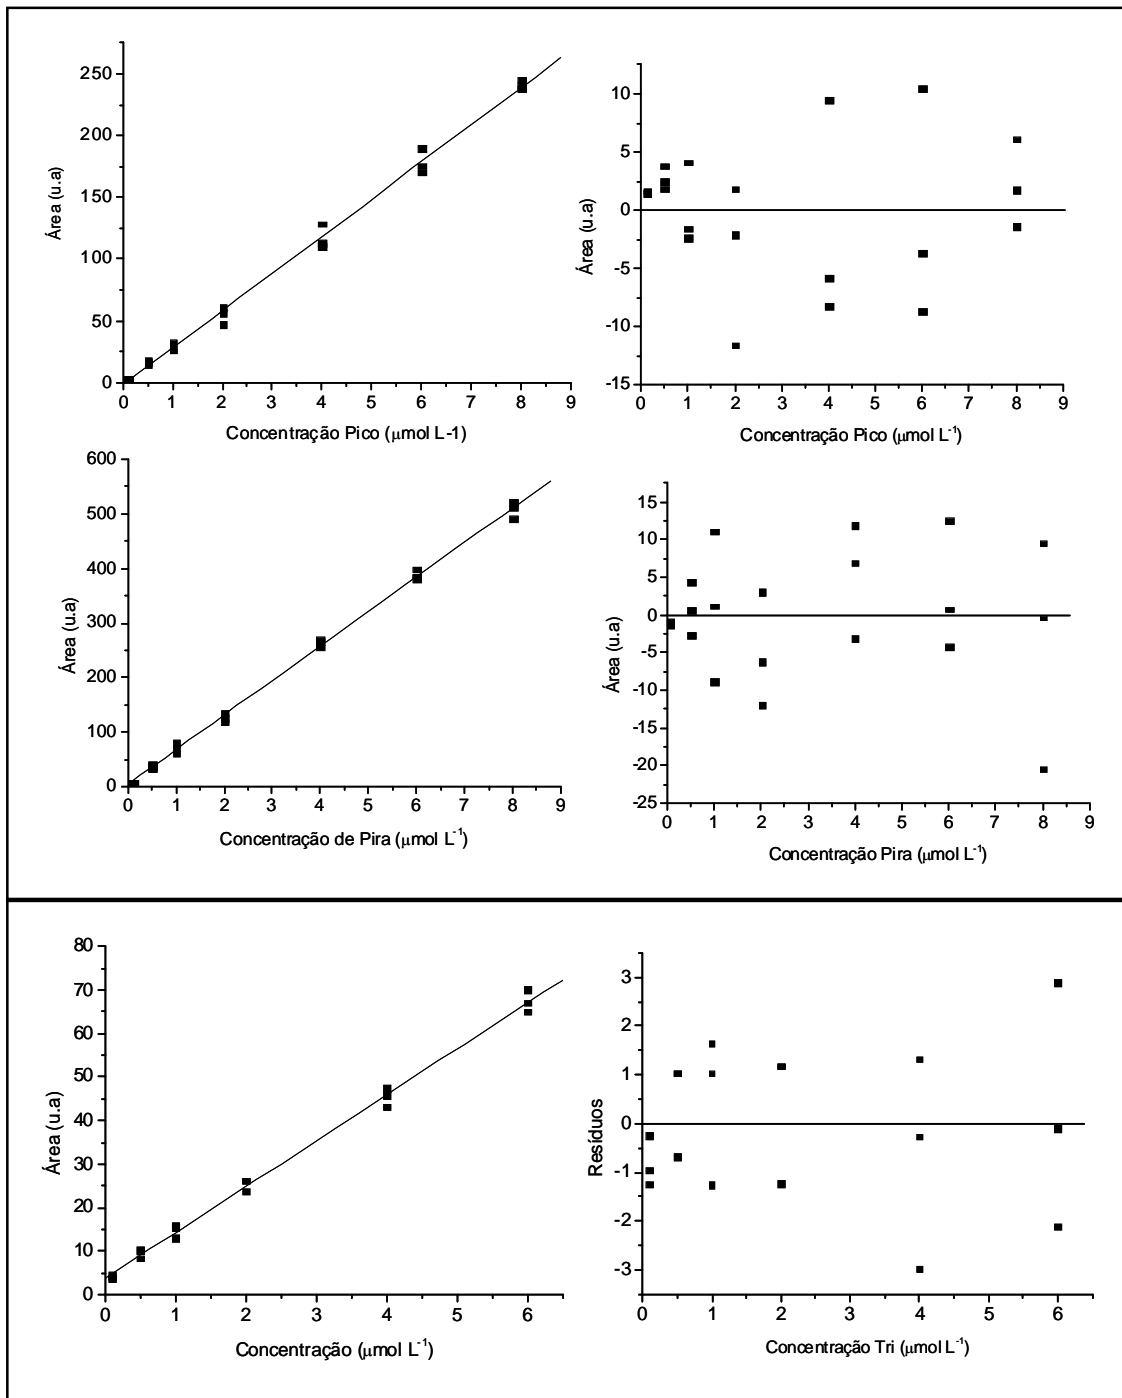 250
200
150
100
50
0
Área (u.a)
0 1 2 3 4 5 6 7 8 9
Concentração Pico (μmol L-1)
10
5
0
-5
-10
-15
Área (u.a)
0 1 2 3 4 5 6 7 8 9
Concentração Pico (μmol L⁻¹)
600
500
400
300
200
100
0
Área (u.a)
0 1 2 3 4 5 6 7 8 9
Concentração de Pira (μmol L⁻¹)
15
10
5
0
-5
-10
-15
-20
-25
Área (u.a)
0 1 2 3 4 5 6 7 8 9
Concentração Pira (μmol L⁻¹)
80
70
60
50
40
30
20
10
0
Área (u.a)
0 1 2 3 4 5 6
Concentração (μmol L⁻¹)
3
2
1
0
-1
-2
-3
Resíduos
0 1 2 3 4 5 6
Concentração Tri (μmol L⁻¹)